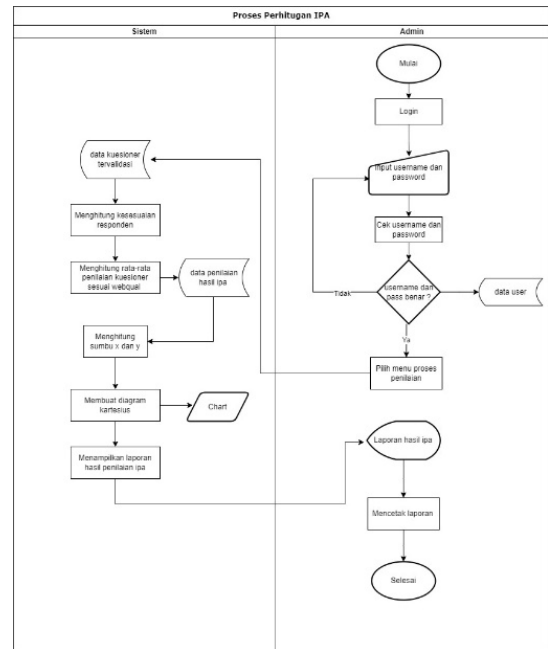 Proses Perhitugan IPA
Sistem
Admin
Mulai
Login
Input username dan
password
Cek username dan
password
username dan
pass benar ?
Tidak
data user
Ya
Pilih menu proses
penilaian
data kuesioner
tervalidasi
Menghitung kesesuaian
responden
Menghitung rata-rata
penilaian kuesioner
sesuai webqual
data penilaian
hasil ipa
Menghitung
sumbu x dan y
Membuat diagram
kartesius
Chart
Menampilkan laporan
hasil penilaian ipa
Laporan hasil ipa
Mencetak laporan
Selesai